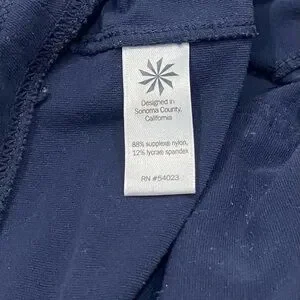 Designed in
Sonoma County,
California
88% supplex® nylon,
12% lycra® spandex
RN #54023